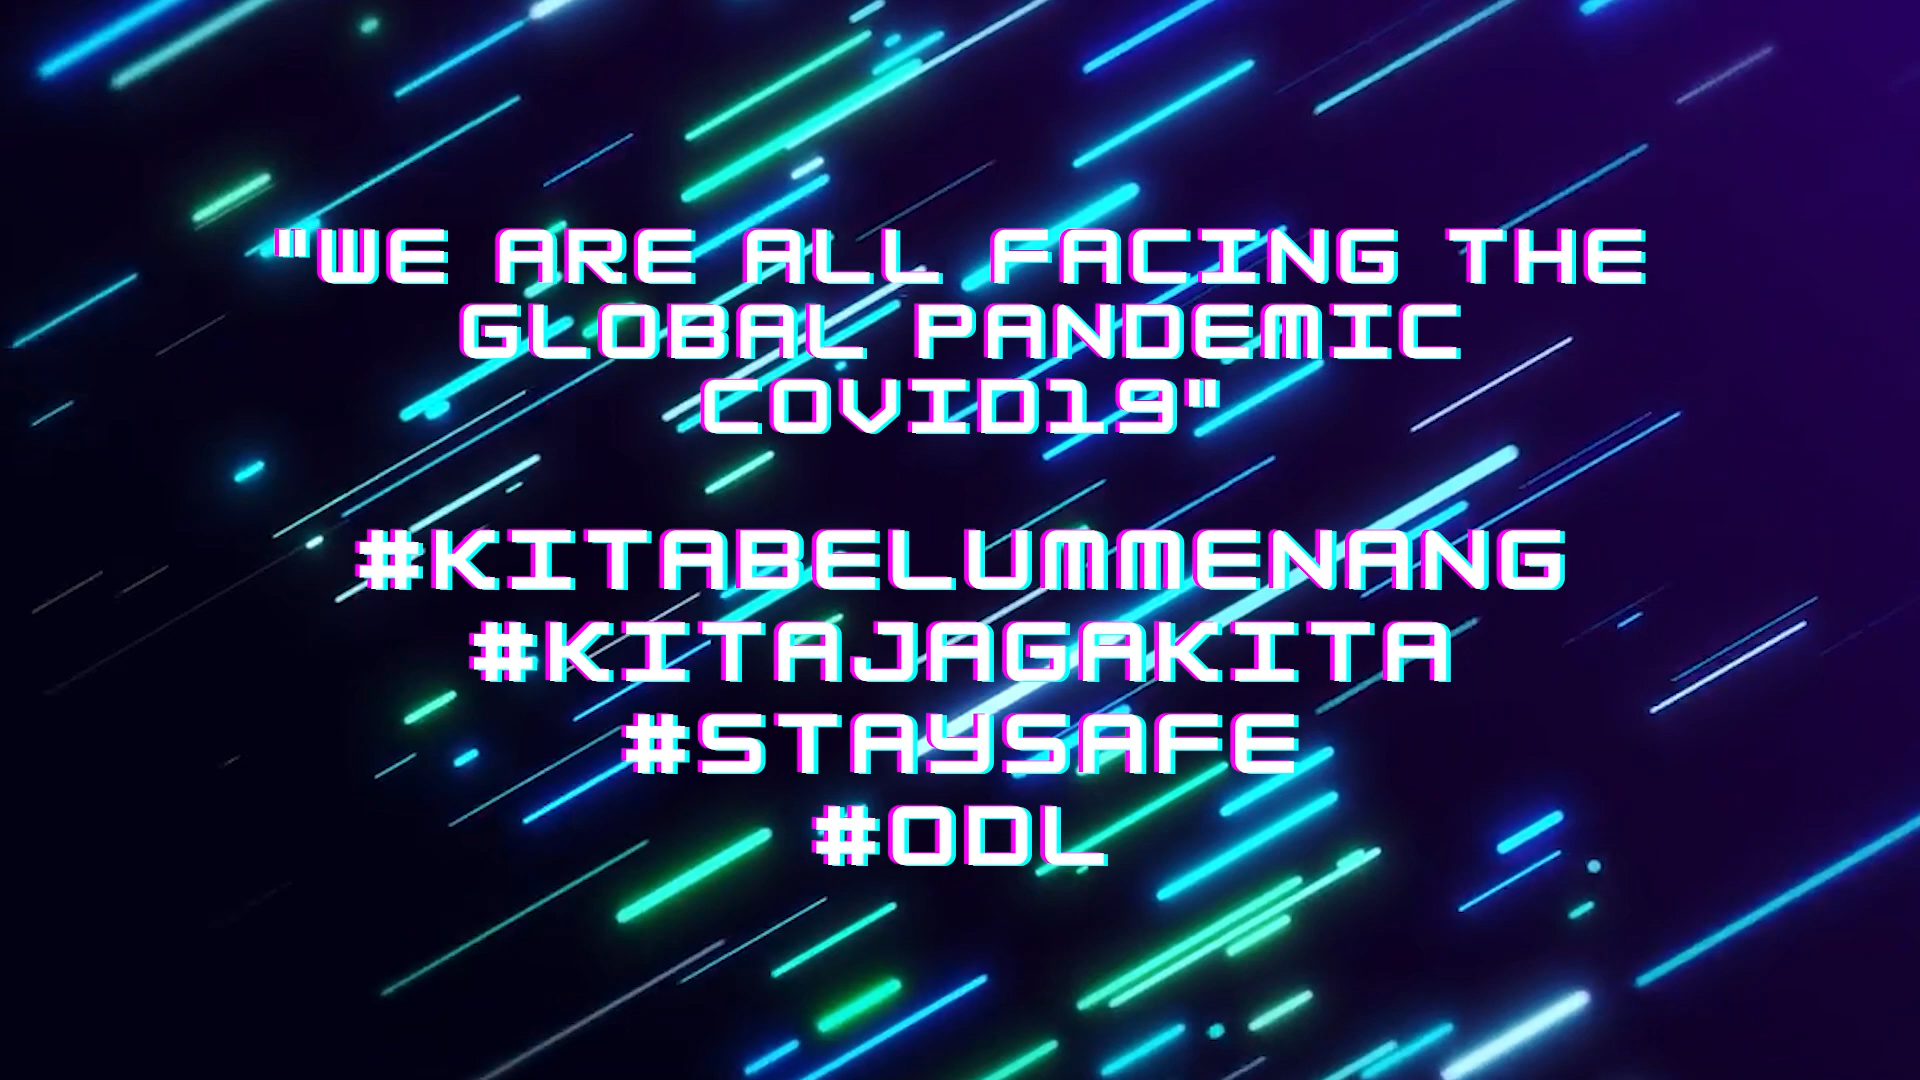 "WE ARE ALL FACING THE
GLOBAL PANDEMIC
COVID19"
#KITABELUMMENANG
#KITAJAGAKITA
#STAYSAFE
#ODL